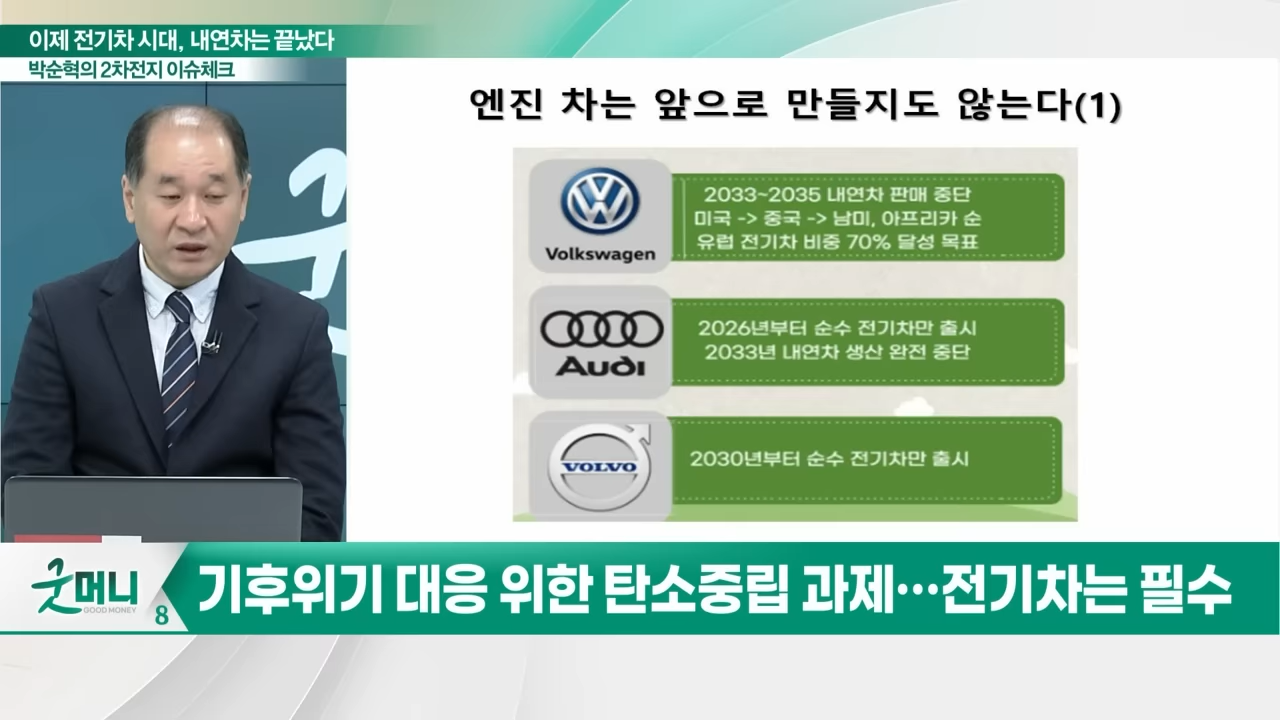 이제 전기차 시대, 내연차는 끝났다
박순혁의 2차전지 이슈체크
엔진 차는 앞으로 만들지도 않는다(1)
Volkswagen
2033~2035 내연차 판매 중단
미국 -> 중국 -> 남미, 아프리카 순
유럽 전기차 비중 70% 달성 목표
Audi
2026년부터 순수 전기차만 출시
2033년 내연차 생산 완전 중단
VOLVO
2030년부터 순수 전기차만 출시
굿머니
GOOD MONEY
8
기후위기 대응 위한 탄소중립 과제…전기차는 필수